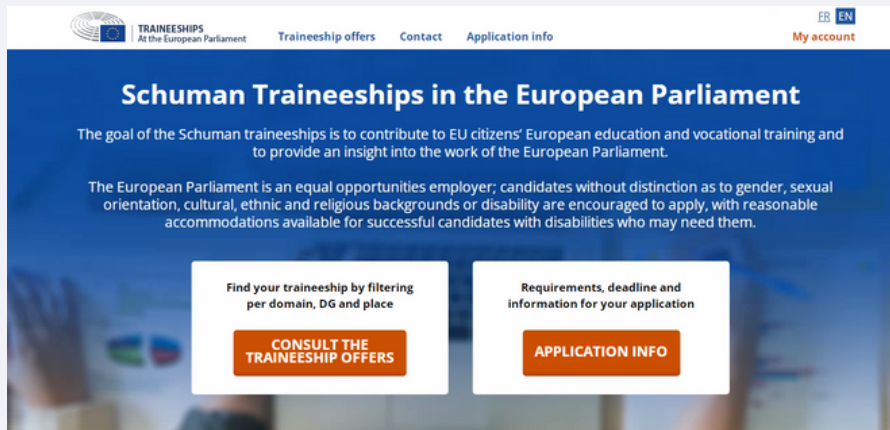 FR EN
TRAINEESHIPS
At the European Parliament
Traineeship offers Contact Application info
My account
Schuman Traineeships in the European Parliament
The goal of the Schuman traineeships is to contribute to EU citizens' European education and vocational training and
to provide an insight into the work of the European Parliament.
The European Parliament is an equal opportunities employer; candidates without distinction as to gender, sexual
orientation, cultural, ethnic and religious backgrounds or disability are encouraged to apply, with reasonable
accommodations available for successful candidates with disabilities who may need them.
Find your traineeship by filtering
per domain, DG and place
CONSULT THE
TRAINEESHIP OFFERS
Requirements, deadline and
information for your application
APPLICATION INFO